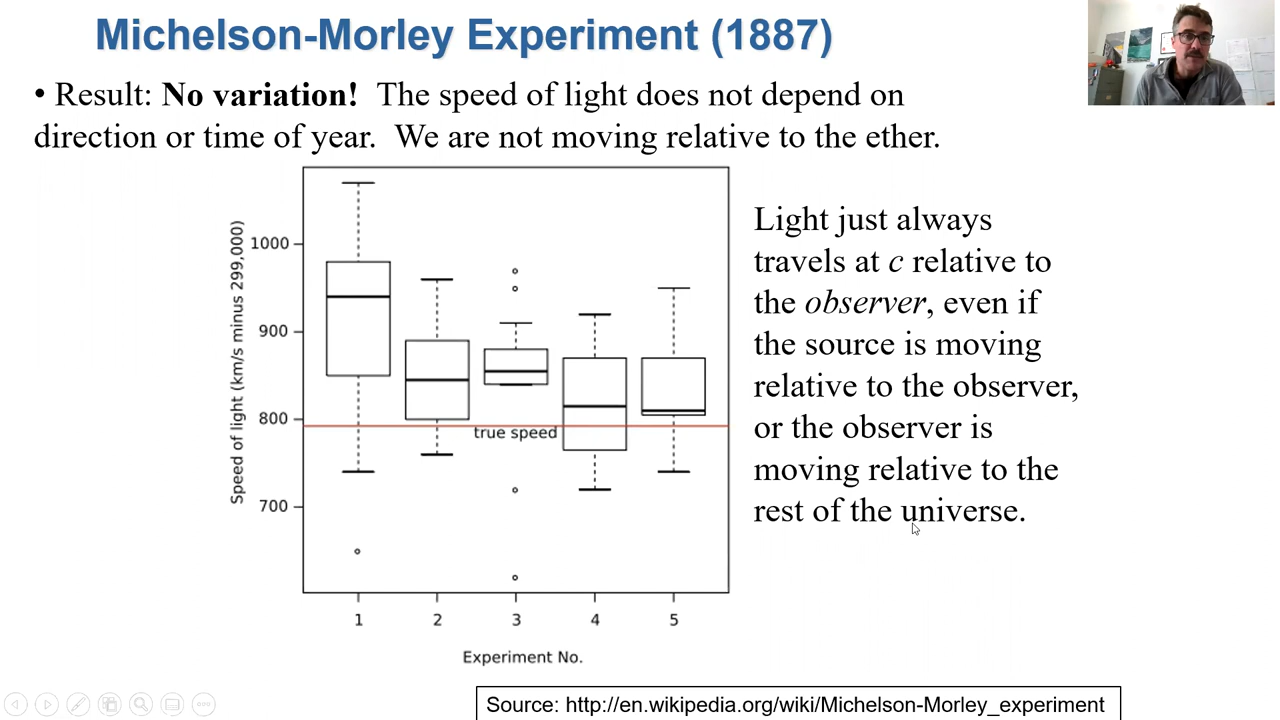 Michelson-Morley Experiment (1887)
• Result: No variation!  The speed of light does not depend on
direction or time of year.  We are not moving relative to the ether.
Speed of light (km/s minus 299,000)
1000
900
800
700
true speed
1 2 3 4 5
Experiment No.
Light just always
travels at c relative to
the observer, even if
the source is moving
relative to the observer,
or the observer is
moving relative to the
rest of the universe.
Source: http://en.wikipedia.org/wiki/Michelson-Morley_experiment